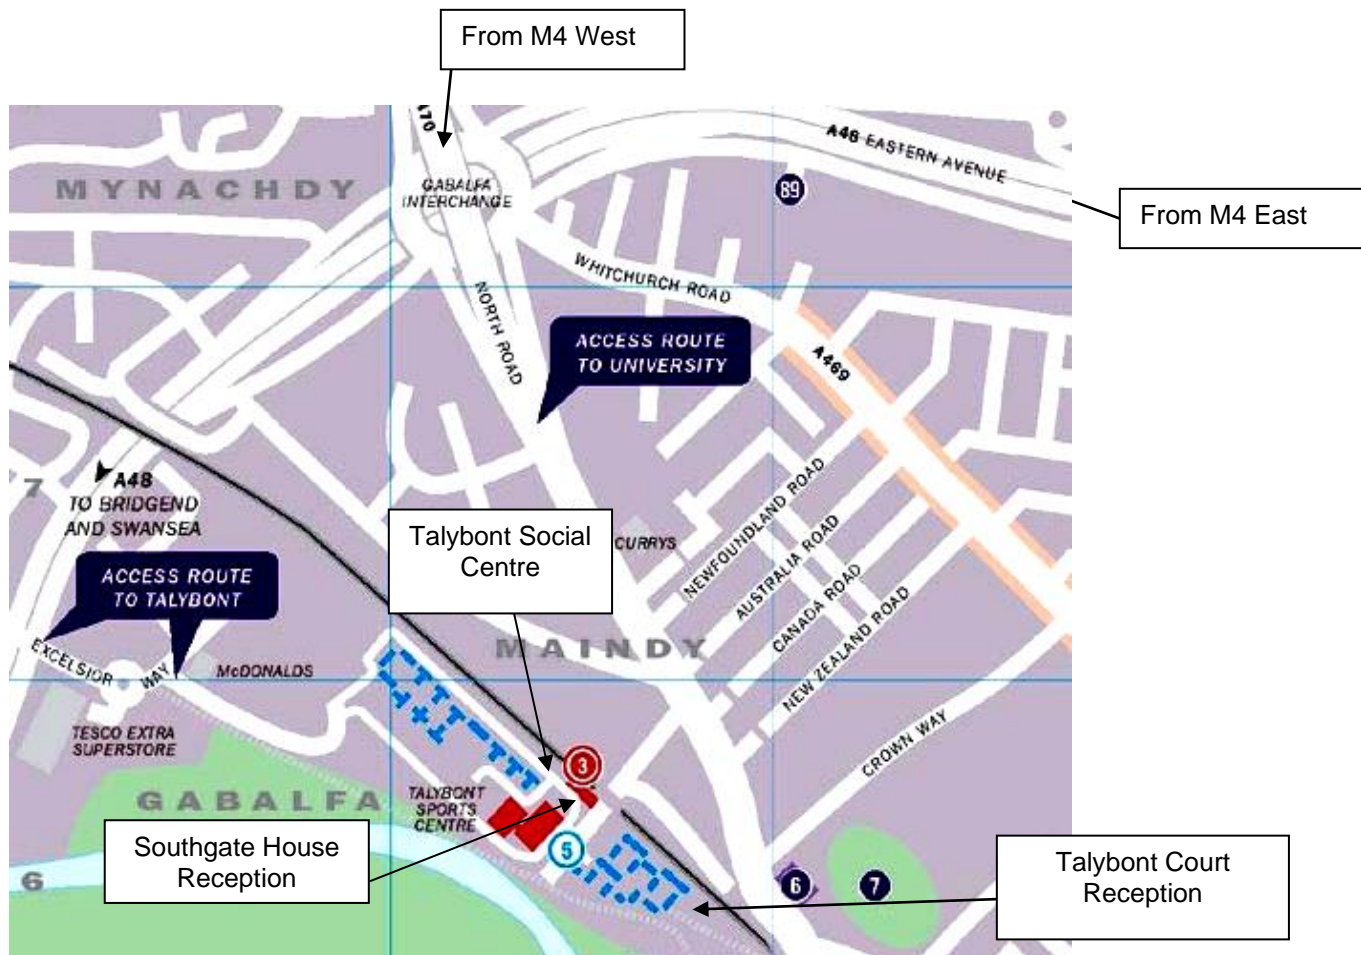 From M4 West
A70
A48 EASTERN AVENUE
MYNACHDY
GABALFA
INTERCHANGE
89
From M4 East
WHITCHURCH ROAD
NORTH ROAD
ACCESS ROUTE
TO UNIVERSITY
A469
7
A48
TO BRIDGEND
AND SWANSEA
Talybont Social
Centre
CURRYS
NEWFOUNDLAND ROAD
AUSTRALIA ROAD
CANADA ROAD
NEW ZEALAND ROAD
ACCESS ROUTE
TO TALYBONT
EXCELSIOR WAY
McDONALDS
MAINDY
TESCO EXTRA
SUPERSTORE
CROWN WAY
3
GABALFA
TALYBONT
SPORTS
CENTRE
Southgate House
Reception
5
6
6
7
Talybont Court
Reception